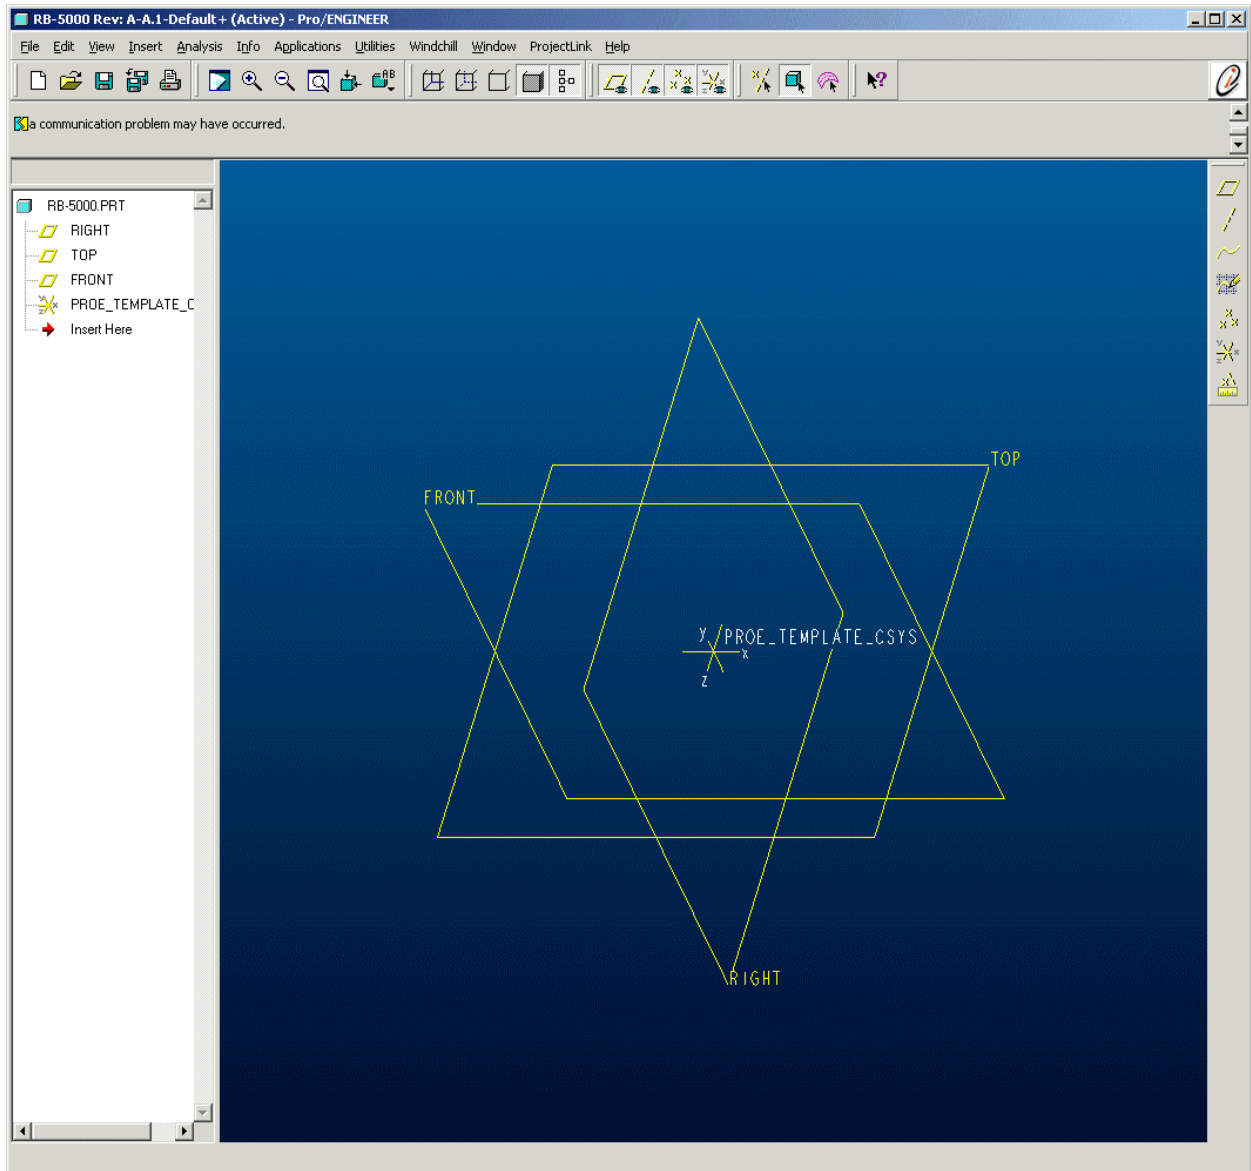 RB-5000 Rev: A-A.1-Default+ (Active) - Pro/ENGINEER
File Edit View Insert Analysis Info Applications Utilities Windchill Window ProjectLink Help
a communication problem may have occurred.
RB-5000.PRT
RIGHT
TOP
FRONT
PROE_TEMPLATE_C
Insert Here
TOP
FRONT
Y PROE_TEMPLATE_CSYS
X
Z
RIGHT